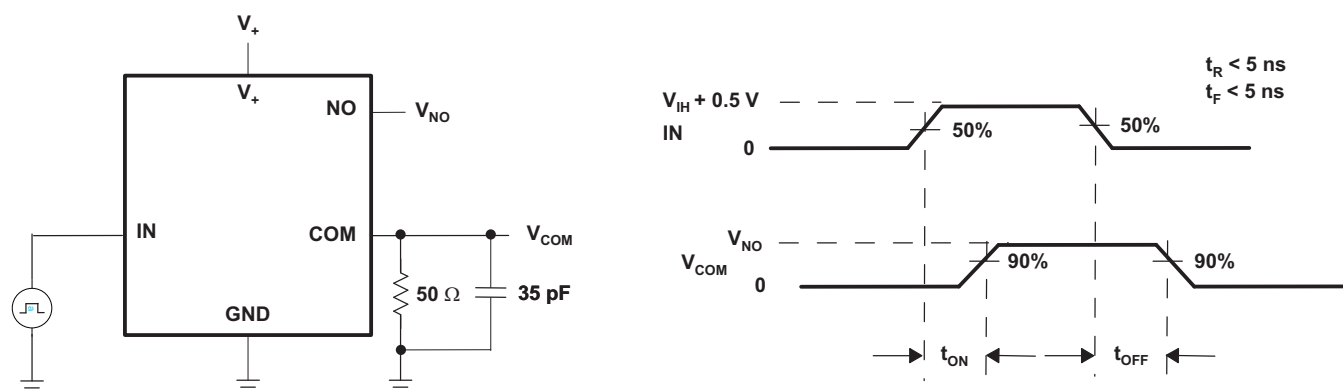 V+
V+
NO
VNO
IN
COM
VCOM
50 Ω
35 pF
GND
tR < 5 ns
tF < 5 ns
VIH + 0.5 V
IN
0
50%
50%
VNO
VCOM
0
90%
90%
tON
tOFF